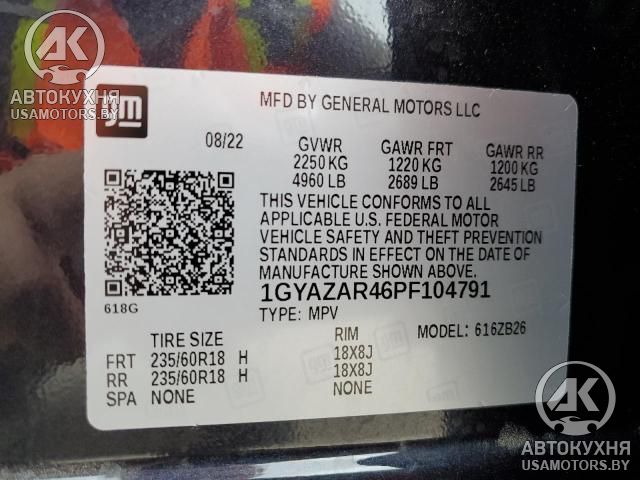 АК
АВТОКУХНЯ
USAMOTORS.BY
gm
MFD BY GENERAL MOTORS LLC
08/22 GVWR GAWR FRT GAWR RR
2250 KG 1220 KG 1200 KG
4960 LB 2689 LB 2645 LB
THIS VEHICLE CONFORMS TO ALL
APPLICABLE U.S. FEDERAL MOTOR
VEHICLE SAFETY AND THEFT PREVENTION
STANDARDS IN EFFECT ON THE DATE OF
MANUFACTURE SHOWN ABOVE.
618G
1GYAZAR46PF104791
TYPE: MPV MODEL: 616ZB26
TIRE SIZE RIM
FRT 235/60R18 H 18X8J
RR 235/60R18 H 18X8J
SPA NONE NONE
АК
АВТОКУХНЯ
USAMOTORS.BY